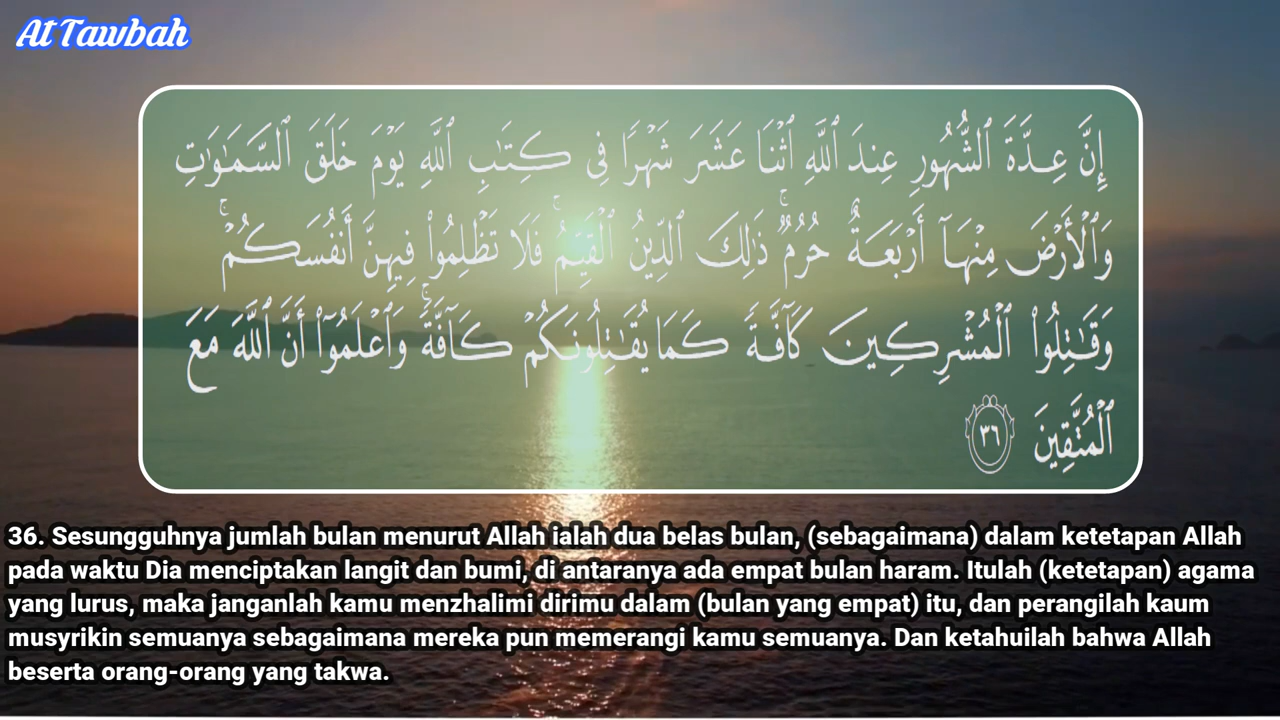 At Tawbah
إِنَّ عِدَّةَ ٱلشُّهُورِ عِندَ ٱللَّهِ ٱثْنَا عَشَرَ شَهْرًا فِى كِتَٰبِ ٱللَّهِ يَوْمَ خَلَقَ ٱلسَّمَٰوَٰتِ
وَٱلْأَرْضَ مِنْهَآ أَرْبَعَةٌ حُرُمٌ ۚ ذَٰلِكَ ٱلدِّينُ ٱلْقَيِّمُ ۚ فَلَا تَظْلِمُوا۟ فِيهِنَّ أَنفُسَكُمْ ۚ
وَقَٰتِلُوا۟ ٱلْمُشْرِكِينَ كَآفَّةً كَمَا يُقَٰتِلُونَكُمْ كَآفَّةً ۚ وَٱعْلَمُوٓا۟ أَنَّ ٱللَّهَ مَعَ
ٱلْمُتَّقِينَ ٣٦
36. Sesungguhnya jumlah bulan menurut Allah ialah dua belas bulan, (sebagaimana) dalam ketetapan Allah
pada waktu Dia menciptakan langit dan bumi, di antaranya ada empat bulan haram. Itulah (ketetapan) agama
yang lurus, maka janganlah kamu menzhalimi dirimu dalam (bulan yang empat) itu, dan perangilah kaum
musyrikin semuanya sebagaimana mereka pun memerangi kamu semuanya. Dan ketahuilah bahwa Allah
beserta orang-orang yang takwa.